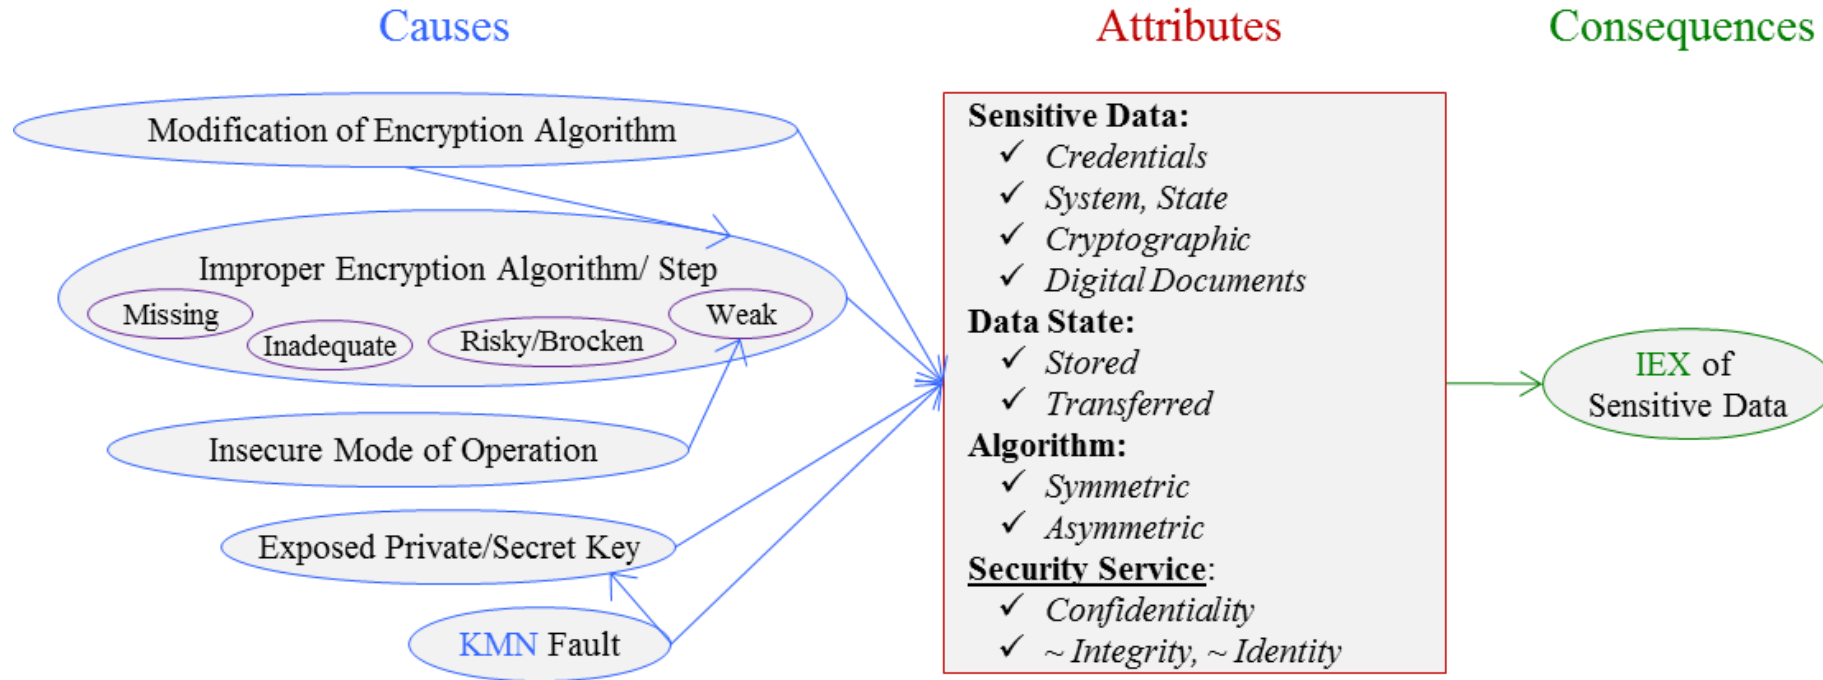 Causes
Attributes
Consequences
Modification of Encryption Algorithm
Improper Encryption Algorithm/ Step
Missing
Inadequate
Risky/Brocken
Weak
Insecure Mode of Operation
Exposed Private/Secret Key
KMN Fault
Sensitive Data:
✓ Credentials
✓ System, State
✓ Cryptographic
✓ Digital Documents
Data State:
✓ Stored
✓ Transferred
Algorithm:
✓ Symmetric
✓ Asymmetric
Security Service:
✓ Confidentiality
✓ ~ Integrity, ~ Identity
IEX of
Sensitive Data